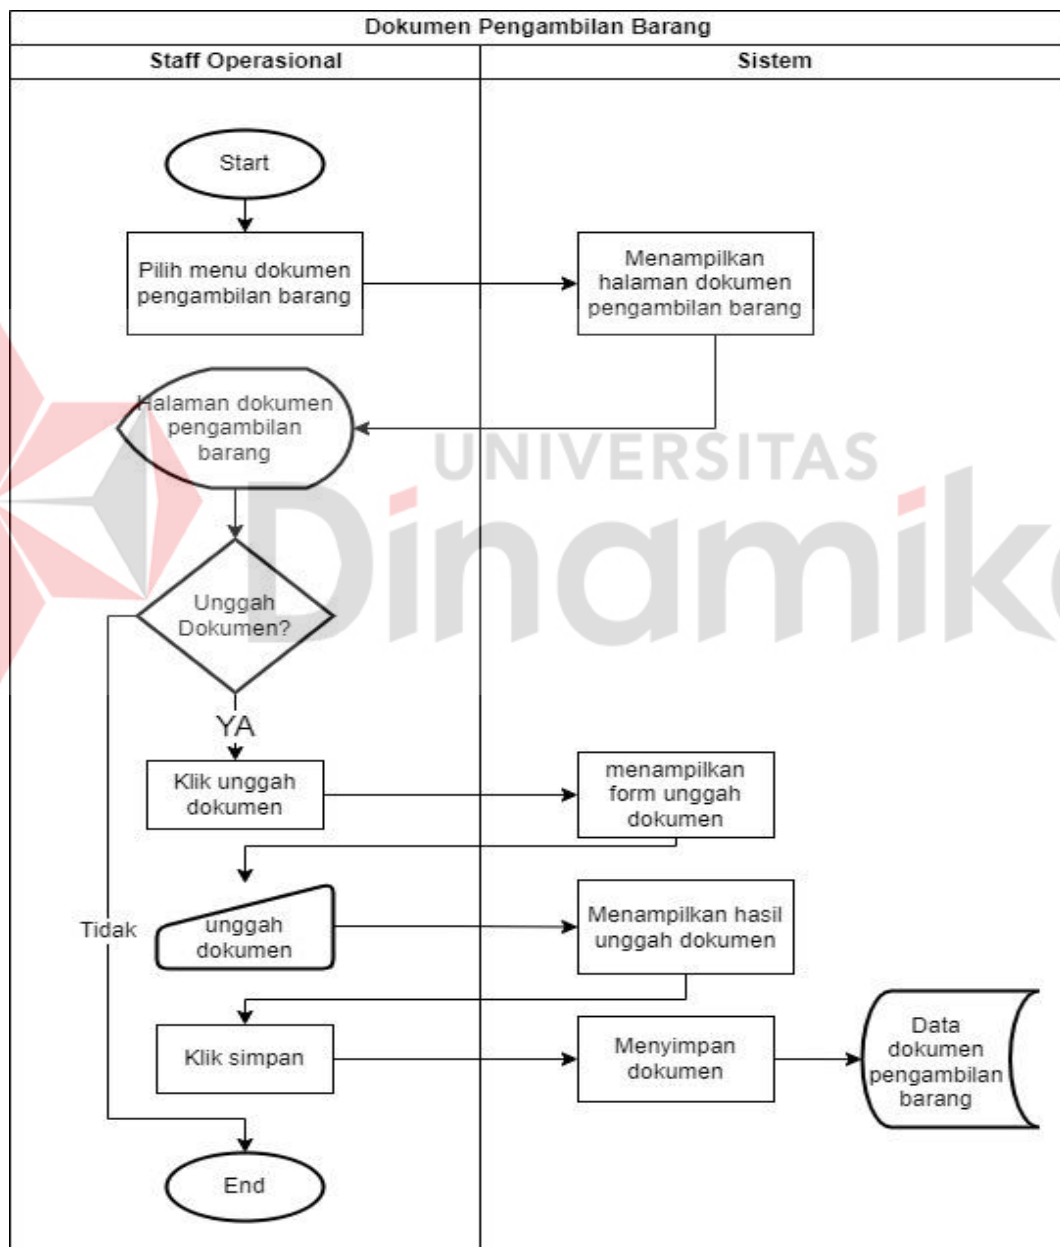 Dokumen Pengambilan Barang
Staff Operasional
Sistem
Start
Pilih menu dokumen
pengambilan barang
Menampilkan
halaman dokumen
pengambilan barang
Halaman dokumen
pengambilan
barang
UNIVERSITAS
Dinamika
Unggah
Dokumen?
YA
Klik unggah
dokumen
menampilkan
form unggah
dokumen
Tidak
unggah
dokumen
Menampilkan hasil
unggah dokumen
Klik simpan
Menyimpan
dokumen
Data
dokumen
pengambilan
barang
End